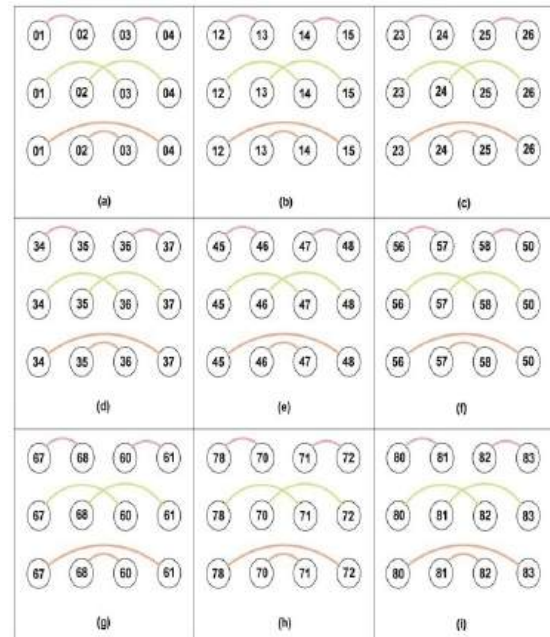 01 02 03 04
01 02 03 04
01 02 03 04
(a)
12 13 14 15
12 13 14 15
12 13 14 15
(b)
23 24 25 26
23 24 25 26
23 24 25 26
(c)
34 35 36 37
34 35 36 37
34 35 36 37
(d)
45 46 47 48
45 46 47 48
45 46 47 48
(e)
56 57 58 50
56 57 58 50
56 57 58 50
(f)
67 68 60 61
67 68 60 61
67 68 60 61
(g)
78 70 71 72
78 70 71 72
78 70 71 72
(h)
80 81 82 83
80 81 82 83
80 81 82 83
(i)